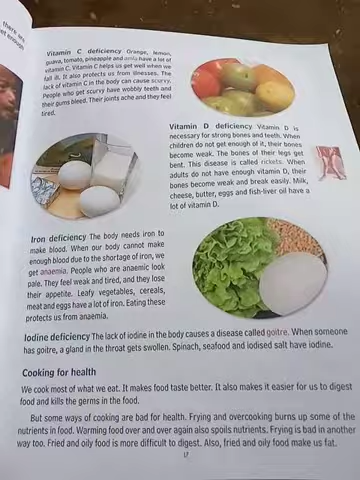 there are
et enough
Vitamin C deficiency Orange, lemon,
guava, tomato, pineapple and amla have a lot of
vitamin C. Vitamin C helps us get well when we
fall ill. It also protects us from illnesses. The
lack of vitamin C in the body can cause scurvy.
People who get scurvy have wobbly teeth and
their gums bleed. Their joints ache and they feel
tired.
Vitamin D deficiency Vitamin D is
necessary for strong bones and teeth. When
children do not get enough of it, their bones
become weak. The bones of their legs get
bent. This disease is called rickets. When
adults do not have enough vitamin D, their
bones become weak and break easily. Milk,
cheese, butter, eggs and fish-liver oil have a
lot of vitamin D.
Iron deficiency The body needs iron to
make blood. When our body cannot make
enough blood due to the shortage of iron, we
get anaemia. People who are anaemic look
pale. They feel weak and tired, and they lose
their appetite. Leafy vegetables, cereals,
meat and eggs have a lot of iron. Eating these
protects us from anaemia.
Iodine deficiency The lack of iodine in the body causes a disease called goitre. When someone
has goitre, a gland in the throat gets swollen. Spinach, seafood and iodised salt have iodine.
Cooking for health
We cook most of what we eat. It makes food taste better. It also makes it easier for us to digest
food and kills the germs in the food.
But some ways of cooking are bad for health. Frying and overcooking burns up some of the
nutrients in food. Warming food over and over again also spoils nutrients. Frying is bad in another
way too. Fried and oily food is more difficult to digest. Also, fried and oily food make us fat.
17